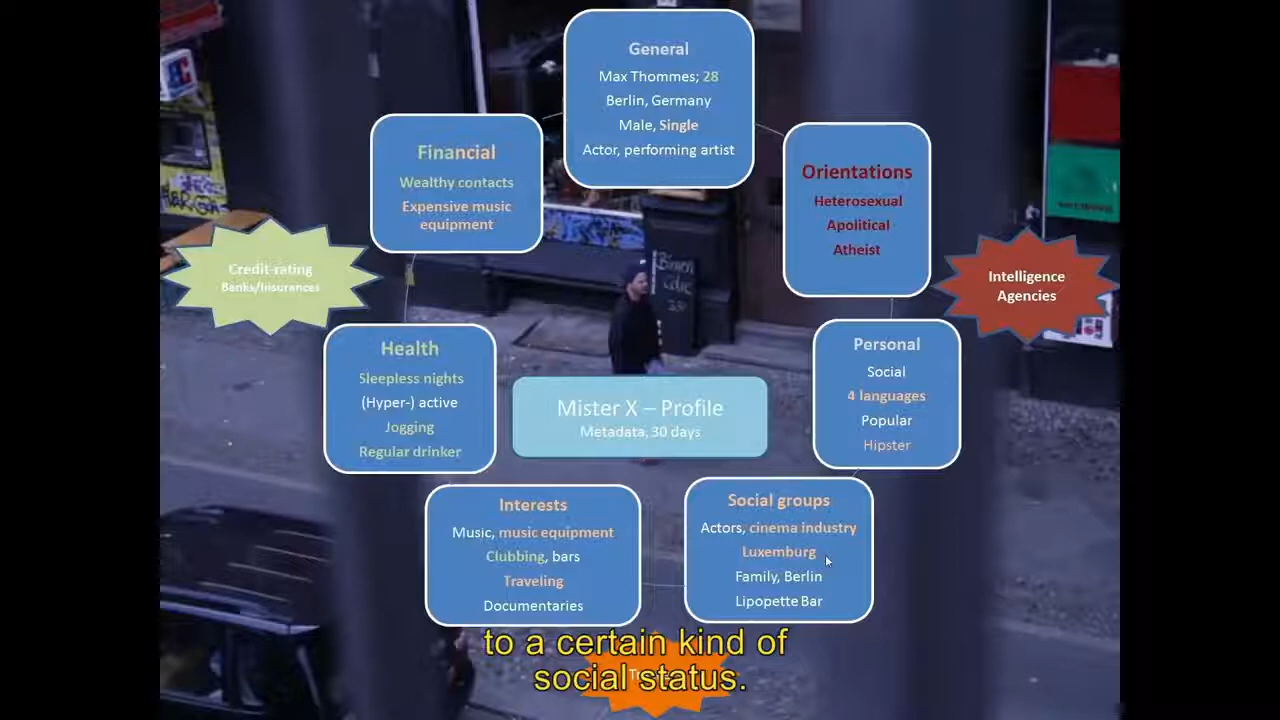 General
Max Thommes; 28
Berlin, Germany
Male, Single
Actor, performing artist
Financial
Wealthy contacts
Expensive music
equipment
Orientations
Heterosexual
Apolitical
Atheist
Credit-rating
Banks/Insurances
Intelligence
Agencies
Health
Sleepless nights
(Hyper-) active
Jogging
Regular drinker
Mister X – Profile
Metadata, 30 days
Personal
Social
4 languages
Popular
Hipster
Interests
Music, music equipment
Clubbing, bars
Traveling
Documentaries
Social groups
Actors, cinema industry
Luxemburg
Family, Berlin
Lipopette Bar
to a certain kind of
social status.